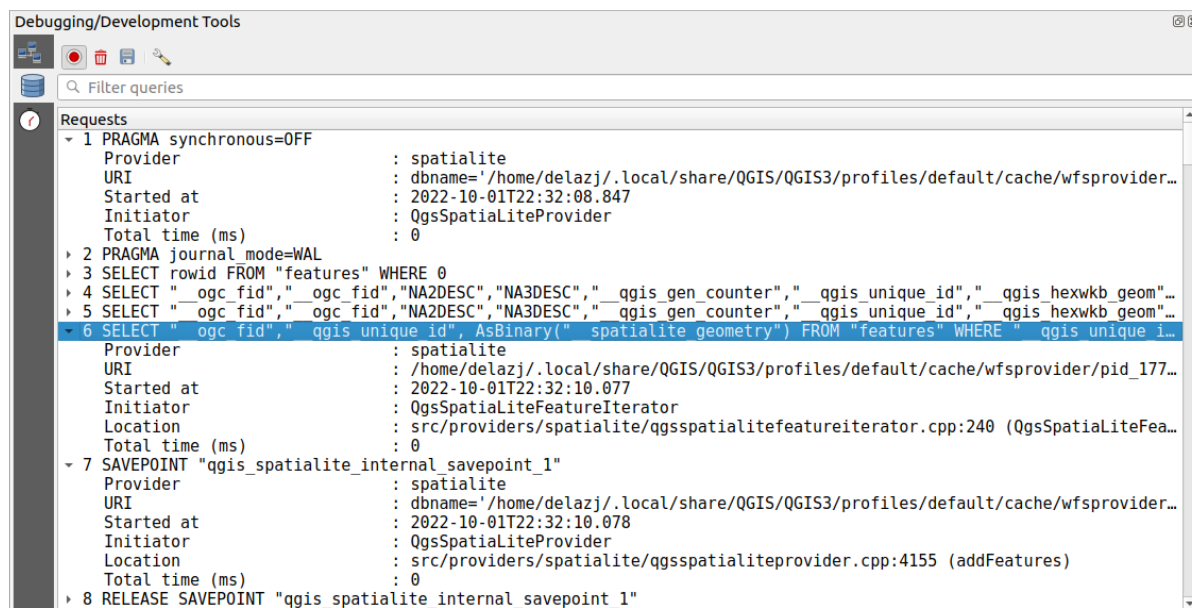 Debugging/Development Tools
Filter queries
Requests
1 PRAGMA synchronous=OFF
Provider : spatialite
URI : dbname='/home/delazj/.local/share/QGIS/QGIS3/profiles/default/cache/wfsprovider…
Started at : 2022-10-01T22:32:08.847
Initiator : QgsSpatiaLiteProvider
Total time (ms) : 0
2 PRAGMA journal_mode=WAL
3 SELECT rowid FROM "features" WHERE 0
4 SELECT "__ogc_fid","__ogc_fid","NA2DESC","NA3DESC","__qgis_gen_counter","__qgis_unique_id","__qgis_hexwkb_geom"…
5 SELECT "__ogc_fid","__ogc_fid","NA2DESC","NA3DESC","__qgis_gen_counter","__qgis_unique_id","__qgis_hexwkb_geom"…
6 SELECT "__ogc_fid","__qgis_unique_id", AsBinary("__spatialite_geometry") FROM "features" WHERE "__qgis_unique_i…
Provider : spatialite
URI : /home/delazj/.local/share/QGIS/QGIS3/profiles/default/cache/wfsprovider/pid_177…
Started at : 2022-10-01T22:32:10.077
Initiator : QgsSpatiaLiteFeatureIterator
Location : src/providers/spatialite/qgsspatialitefeatureiterator.cpp:240 (QgsSpatiaLiteFea…
Total time (ms) : 0
7 SAVEPOINT "qgis_spatialite_internal_savepoint_1"
Provider : spatialite
URI : dbname='/home/delazj/.local/share/QGIS/QGIS3/profiles/default/cache/wfsprovider…
Started at : 2022-10-01T22:32:10.078
Initiator : QgsSpatiaLiteProvider
Location : src/providers/spatialite/qgsspatialiteprovider.cpp:4155 (addFeatures)
Total time (ms) : 0
8 RELEASE SAVEPOINT "qgis_spatialite_internal_savepoint_1"